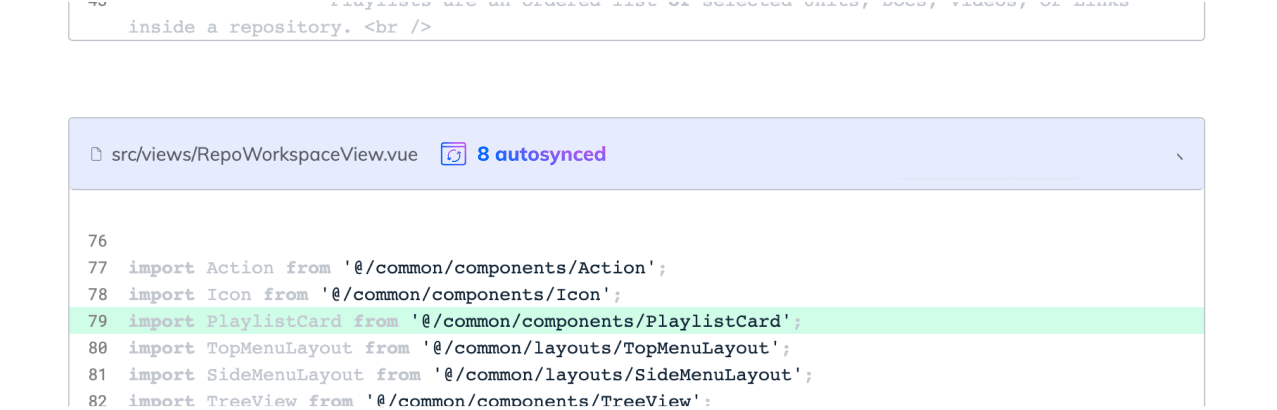 43 Playlists are an ordered list of selected Units, Docs, Videos, or Links
inside a repository. <br />
src/views/RepoWorkspaceView.vue 8 autosynced
76
77 import Action from '@/common/components/Action';
78 import Icon from '@/common/components/Icon';
79 import PlaylistCard from '@/common/components/PlaylistCard';
80 import TopMenuLayout from '@/common/layouts/TopMenuLayout';
81 import SideMenuLayout from '@/common/layouts/SideMenuLayout';
82 import TreeView from '@/common/components/TreeView';